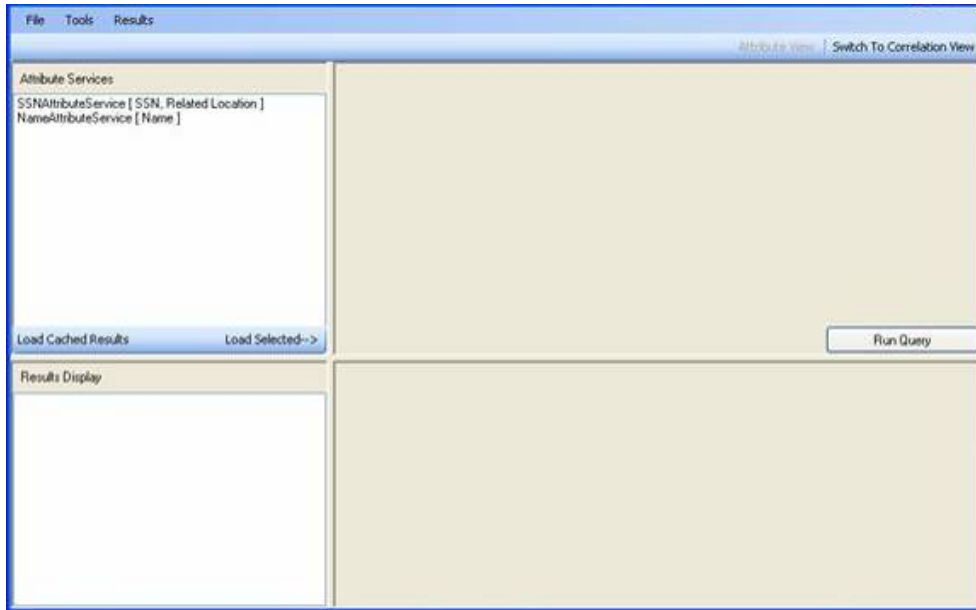 File Tools Results
Attribute View Switch To Correlation View
Attribute Services
SSNAttributeService [ SSN, Related Location ]
NameAttributeService [ Name ]
Load Cached Results Load Selected-->
Run Query
Results Display